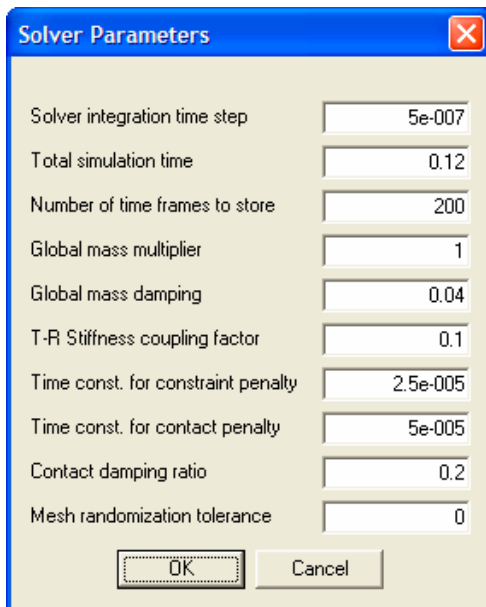 Solver Parameters
Solver integration time step 5e-007
Total simulation time 0.12
Number of time frames to store 200
Global mass multiplier 1
Global mass damping 0.04
T-R Stiffness coupling factor 0.1
Time const. for constraint penalty 2.5e-005
Time const. for contact penalty 5e-005
Contact damping ratio 0.2
Mesh randomization tolerance 0
OK Cancel